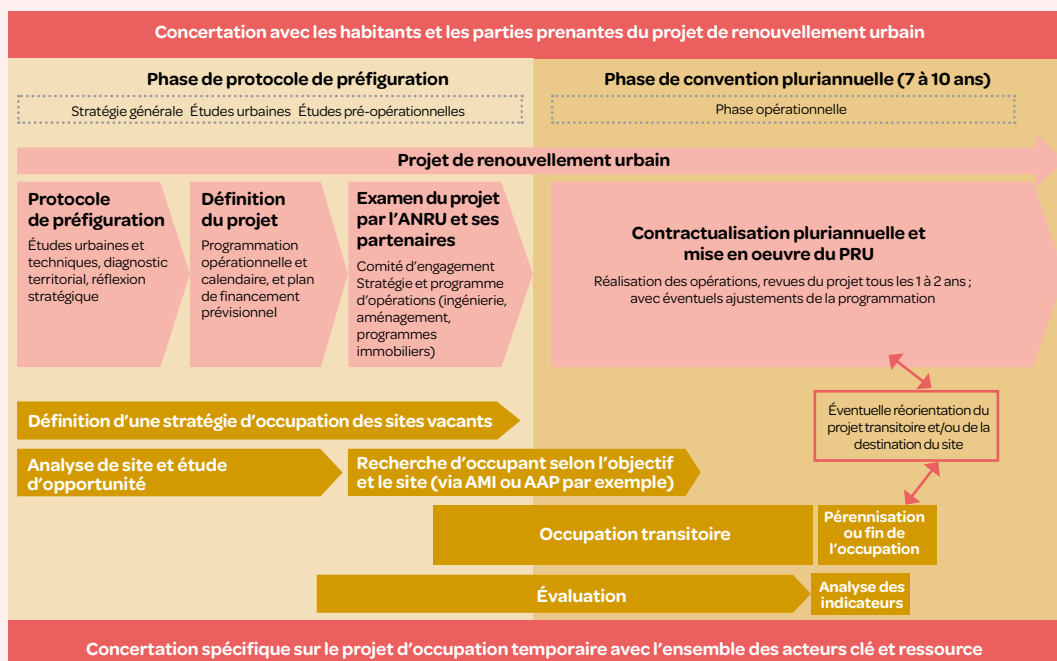 Concertation avec les habitants et les parties prenantes du projet de renouvellement urbain
Phase de protocole de préfiguration
Stratégie générale Études urbaines Études pré-opérationnelles
Phase de convention pluriannuelle (7 à 10 ans)
Phase opérationnelle
Projet de renouvellement urbain
Protocole
de préfiguration
Études urbaines et
techniques, diagnostic
territorial, réflexion
stratégique
Définition
du projet
Programmation
opérationnelle et
calendaire, et plan
de financement
prévisionnel
Examen du projet
par l’ANRU et ses
partenaires
Comité d’engagement
Stratégie et programme
d’opérations (ingénierie,
aménagement,
programmes
immobiliers)
Contractualisation pluriannuelle et
mise en oeuvre du PRU
Réalisation des opérations, revues du projet tous les 1 à 2 ans ;
avec éventuels ajustements de la programmation
Définition d’une stratégie d’occupation des sites vacants
Éventuelle réorientation du
projet transitoire et/ou de la
destination du site
Analyse de site et étude
d’opportunité
Recherche d’occupant selon l’objectif
et le site (via AMI ou AAP par exemple)
Occupation transitoire
Pérennisation
ou fin de
l’occupation
Évaluation
Analyse des
indicateurs
Concertation spécifique sur le projet d’occupation temporaire avec l’ensemble des acteurs clé et ressource